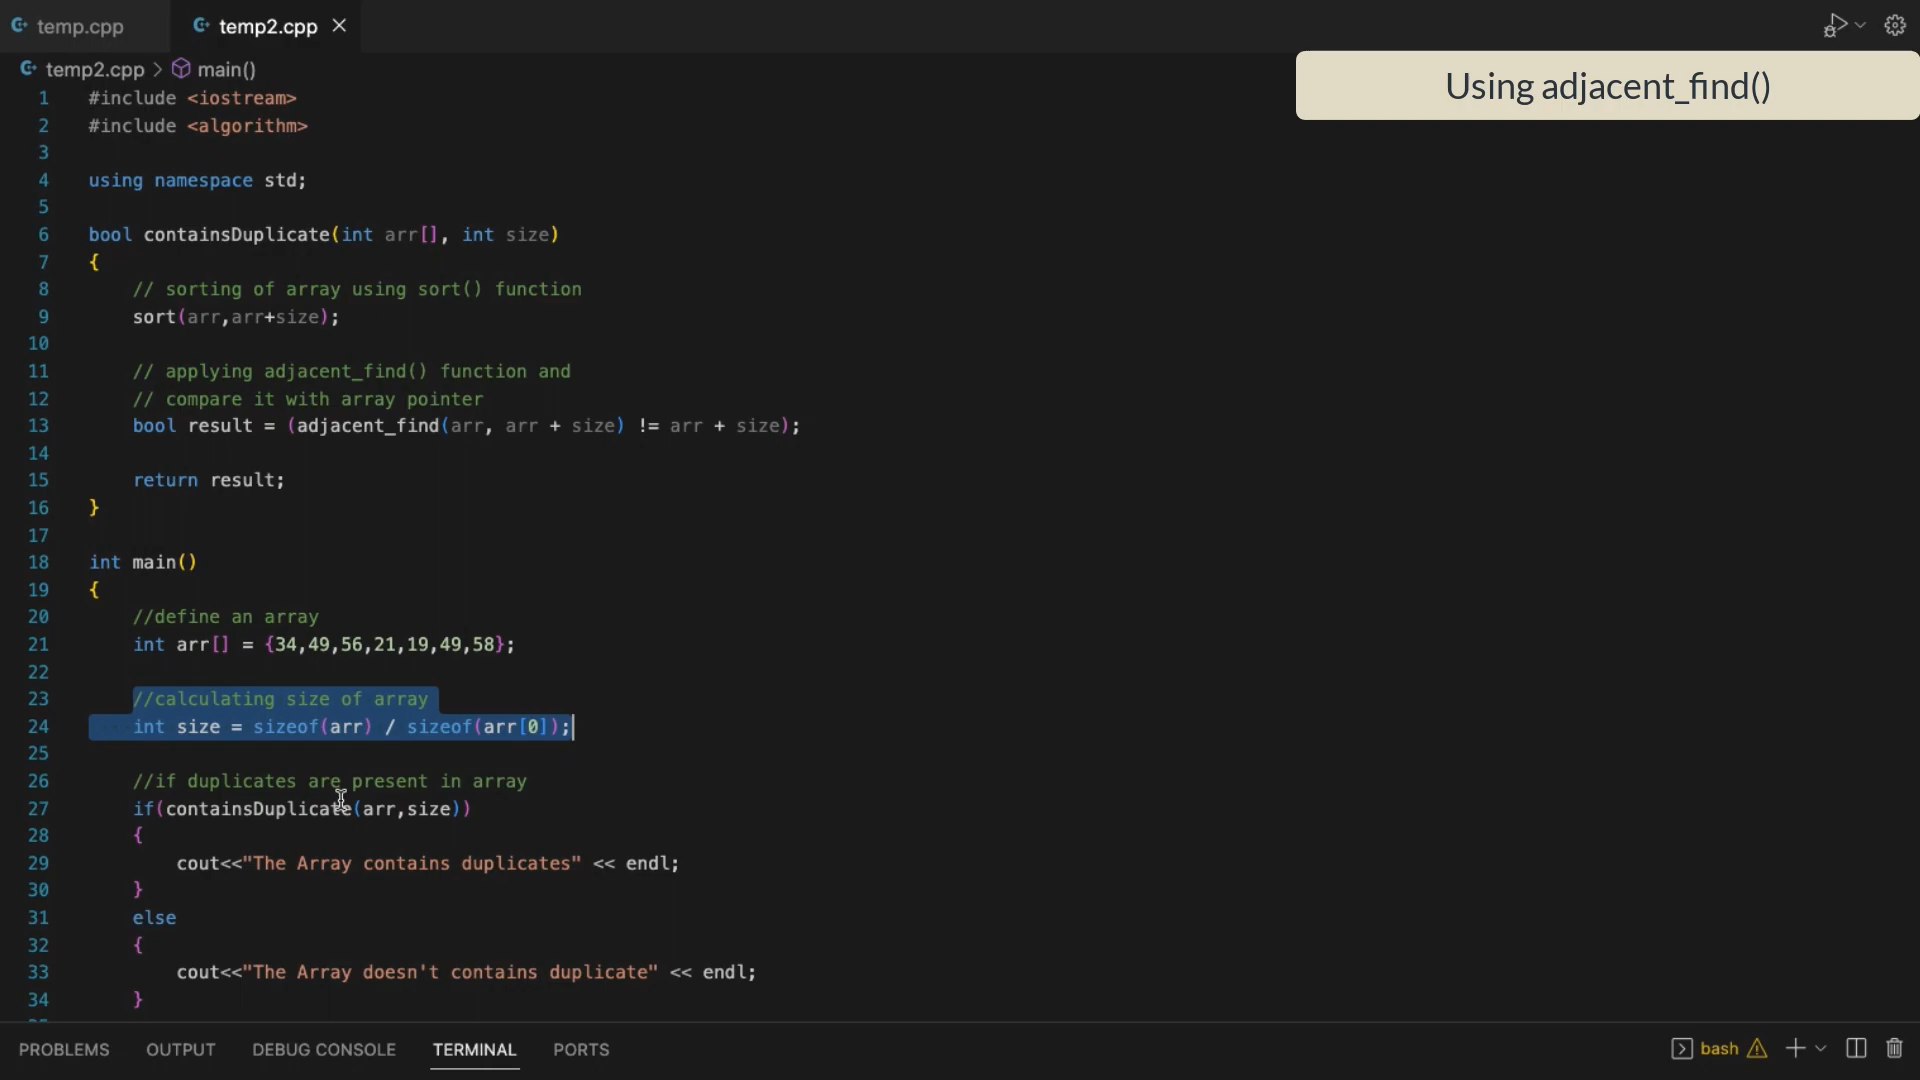 temp.cpp temp2.cpp
temp2.cpp > main()
Using adjacent_find()
1 #include <iostream>
2 #include <algorithm>
3
4 using namespace std;
5
6 bool containsDuplicate(int arr[], int size)
7 {
8 // sorting of array using sort() function
9 sort(arr,arr+size);
10
11 // applying adjacent_find() function and
12 // compare it with array pointer
13 bool result = (adjacent_find(arr, arr + size) != arr + size);
14
15 return result;
16 }
17
18 int main()
19 {
20 //define an array
21 int arr[] = {34,49,56,21,19,49,58};
22
23 //calculating size of array
24 int size = sizeof(arr) / sizeof(arr[0]);
25
26 //if duplicates are present in array
27 if(containsDuplicate(arr,size))
28 {
29 cout<<"The Array contains duplicates" << endl;
30 }
31 else
32 {
33 cout<<"The Array doesn't contains duplicate" << endl;
34 }
PROBLEMS OUTPUT DEBUG CONSOLE TERMINAL PORTS bash